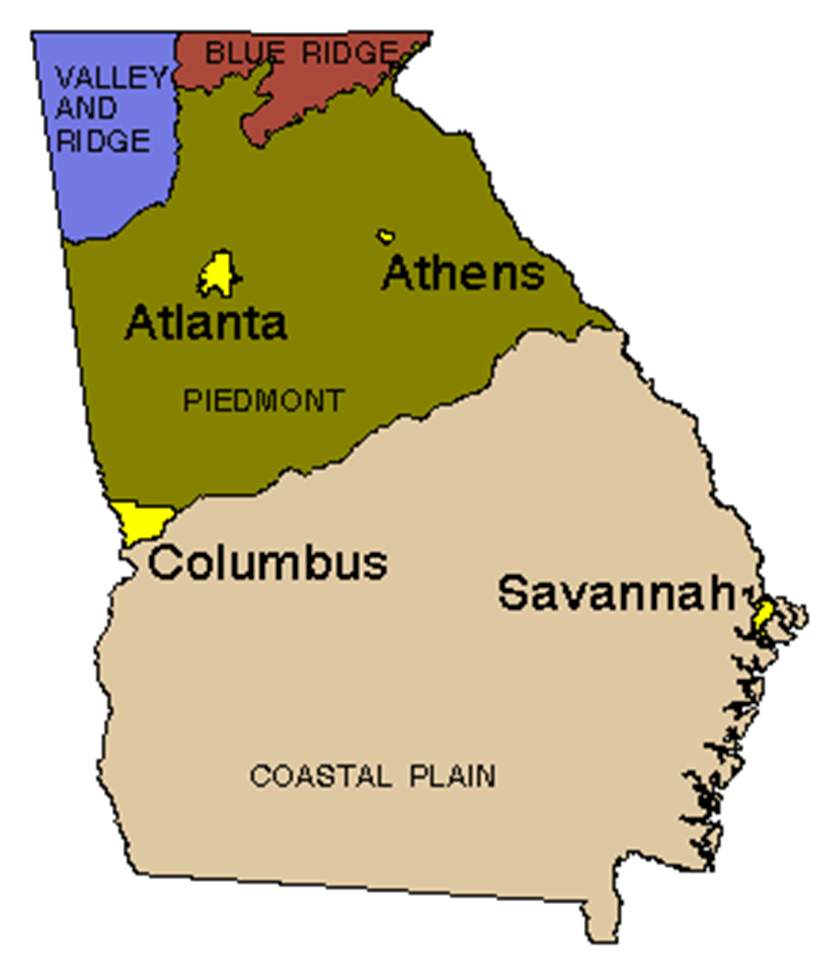 BLUE RIDGE
VALLEY
AND
RIDGE
Athens
Atlanta
PIEDMONT
Columbus
Savannah
COASTAL PLAIN